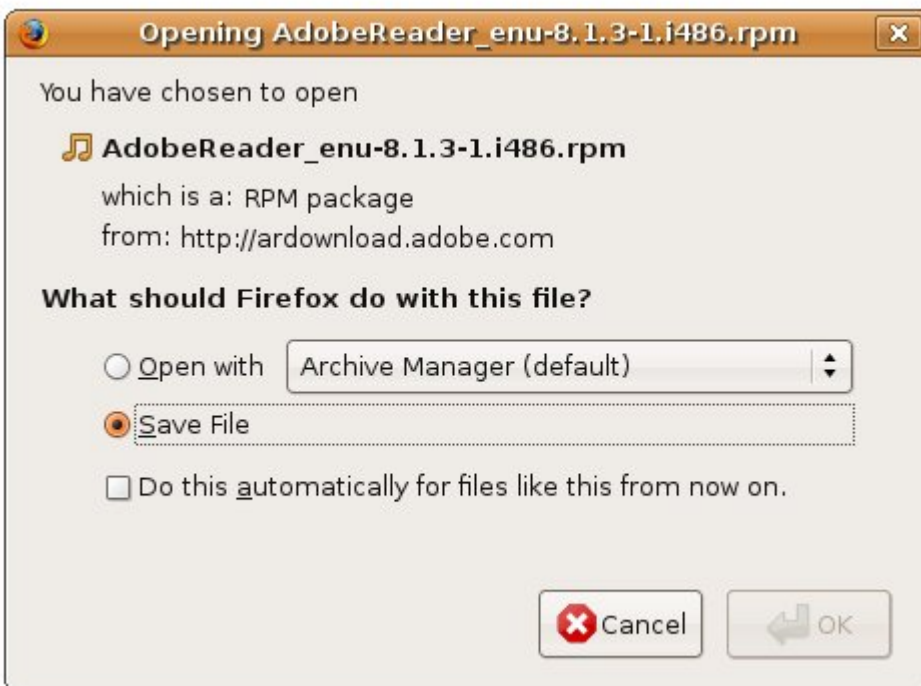 Opening AdobeReader_enu-8.1.3-1.i486.rpm
You have chosen to open
AdobeReader_enu-8.1.3-1.i486.rpm
which is a: RPM package
from: http://ardownload.adobe.com
What should Firefox do with this file?
Open with Archive Manager (default)
Save File
Do this automatically for files like this from now on.
Cancel OK